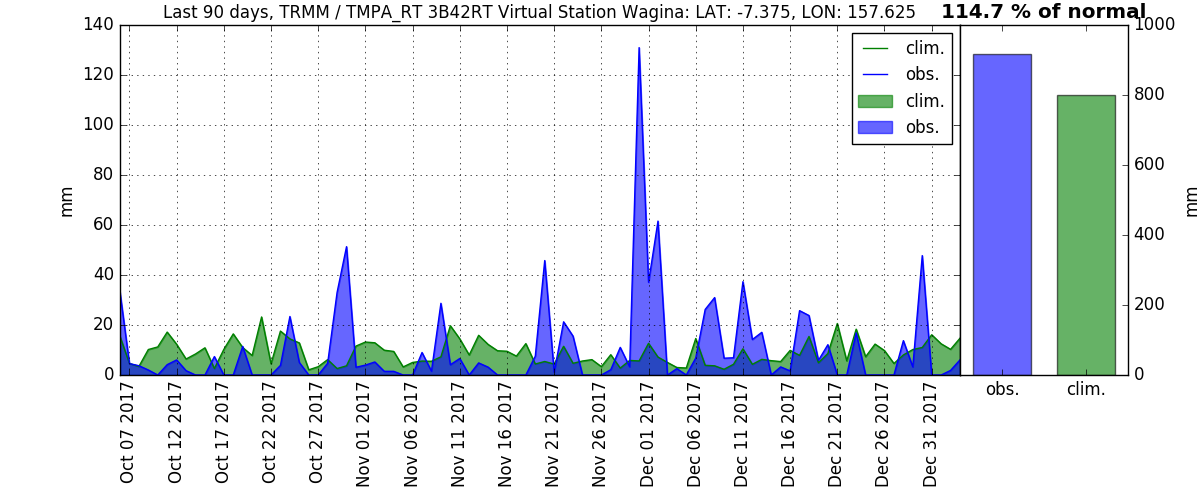 Last 90 days, TRMM / TMPA_RT 3B42RT Virtual Station Wagina: LAT: -7.375, LON: 157.625
114.7 % of normal
140
120
100
80
60
40
20
0
mm
clim.
obs.
clim.
obs.
1000
800
600
400
200
0
mm
Oct 07 2017
Oct 12 2017
Oct 17 2017
Oct 22 2017
Oct 27 2017
Nov 01 2017
Nov 06 2017
Nov 11 2017
Nov 16 2017
Nov 21 2017
Nov 26 2017
Dec 01 2017
Dec 06 2017
Dec 11 2017
Dec 16 2017
Dec 21 2017
Dec 26 2017
Dec 31 2017
obs.
clim.